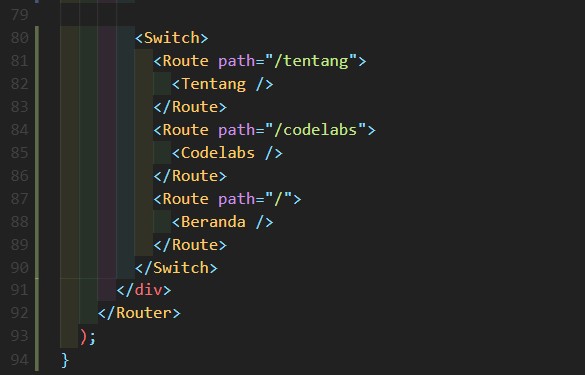 79
80 <Switch>
81 <Route path="/tentang">
82 <Tentang />
83 </Route>
84 <Route path="/codelabs">
85 <Codelabs />
86 </Route>
87 <Route path="/">
88 <Beranda />
89 </Route>
90 </Switch>
91 </div>
92 </Router>
93 );
94 }